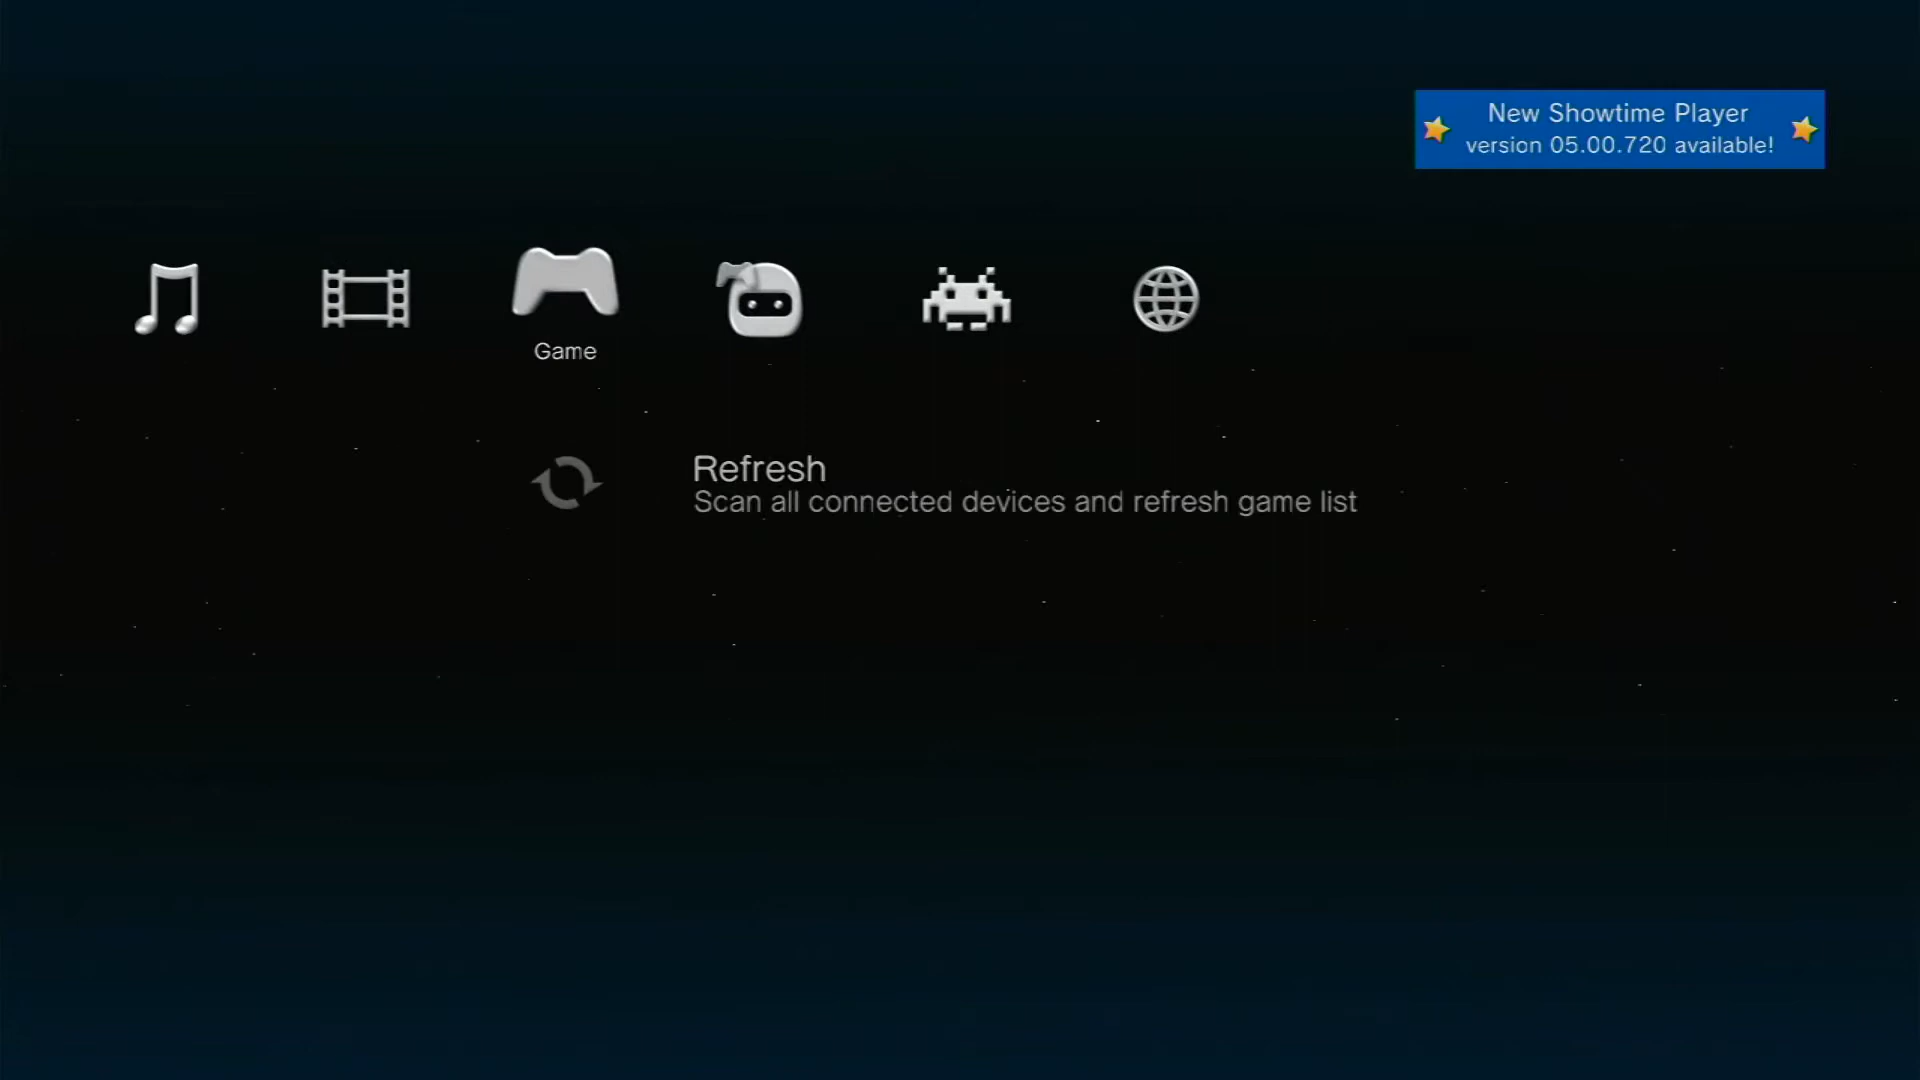 New Showtime Player
version 05.00.720 available!
Game
Refresh
Scan all connected devices and refresh game list